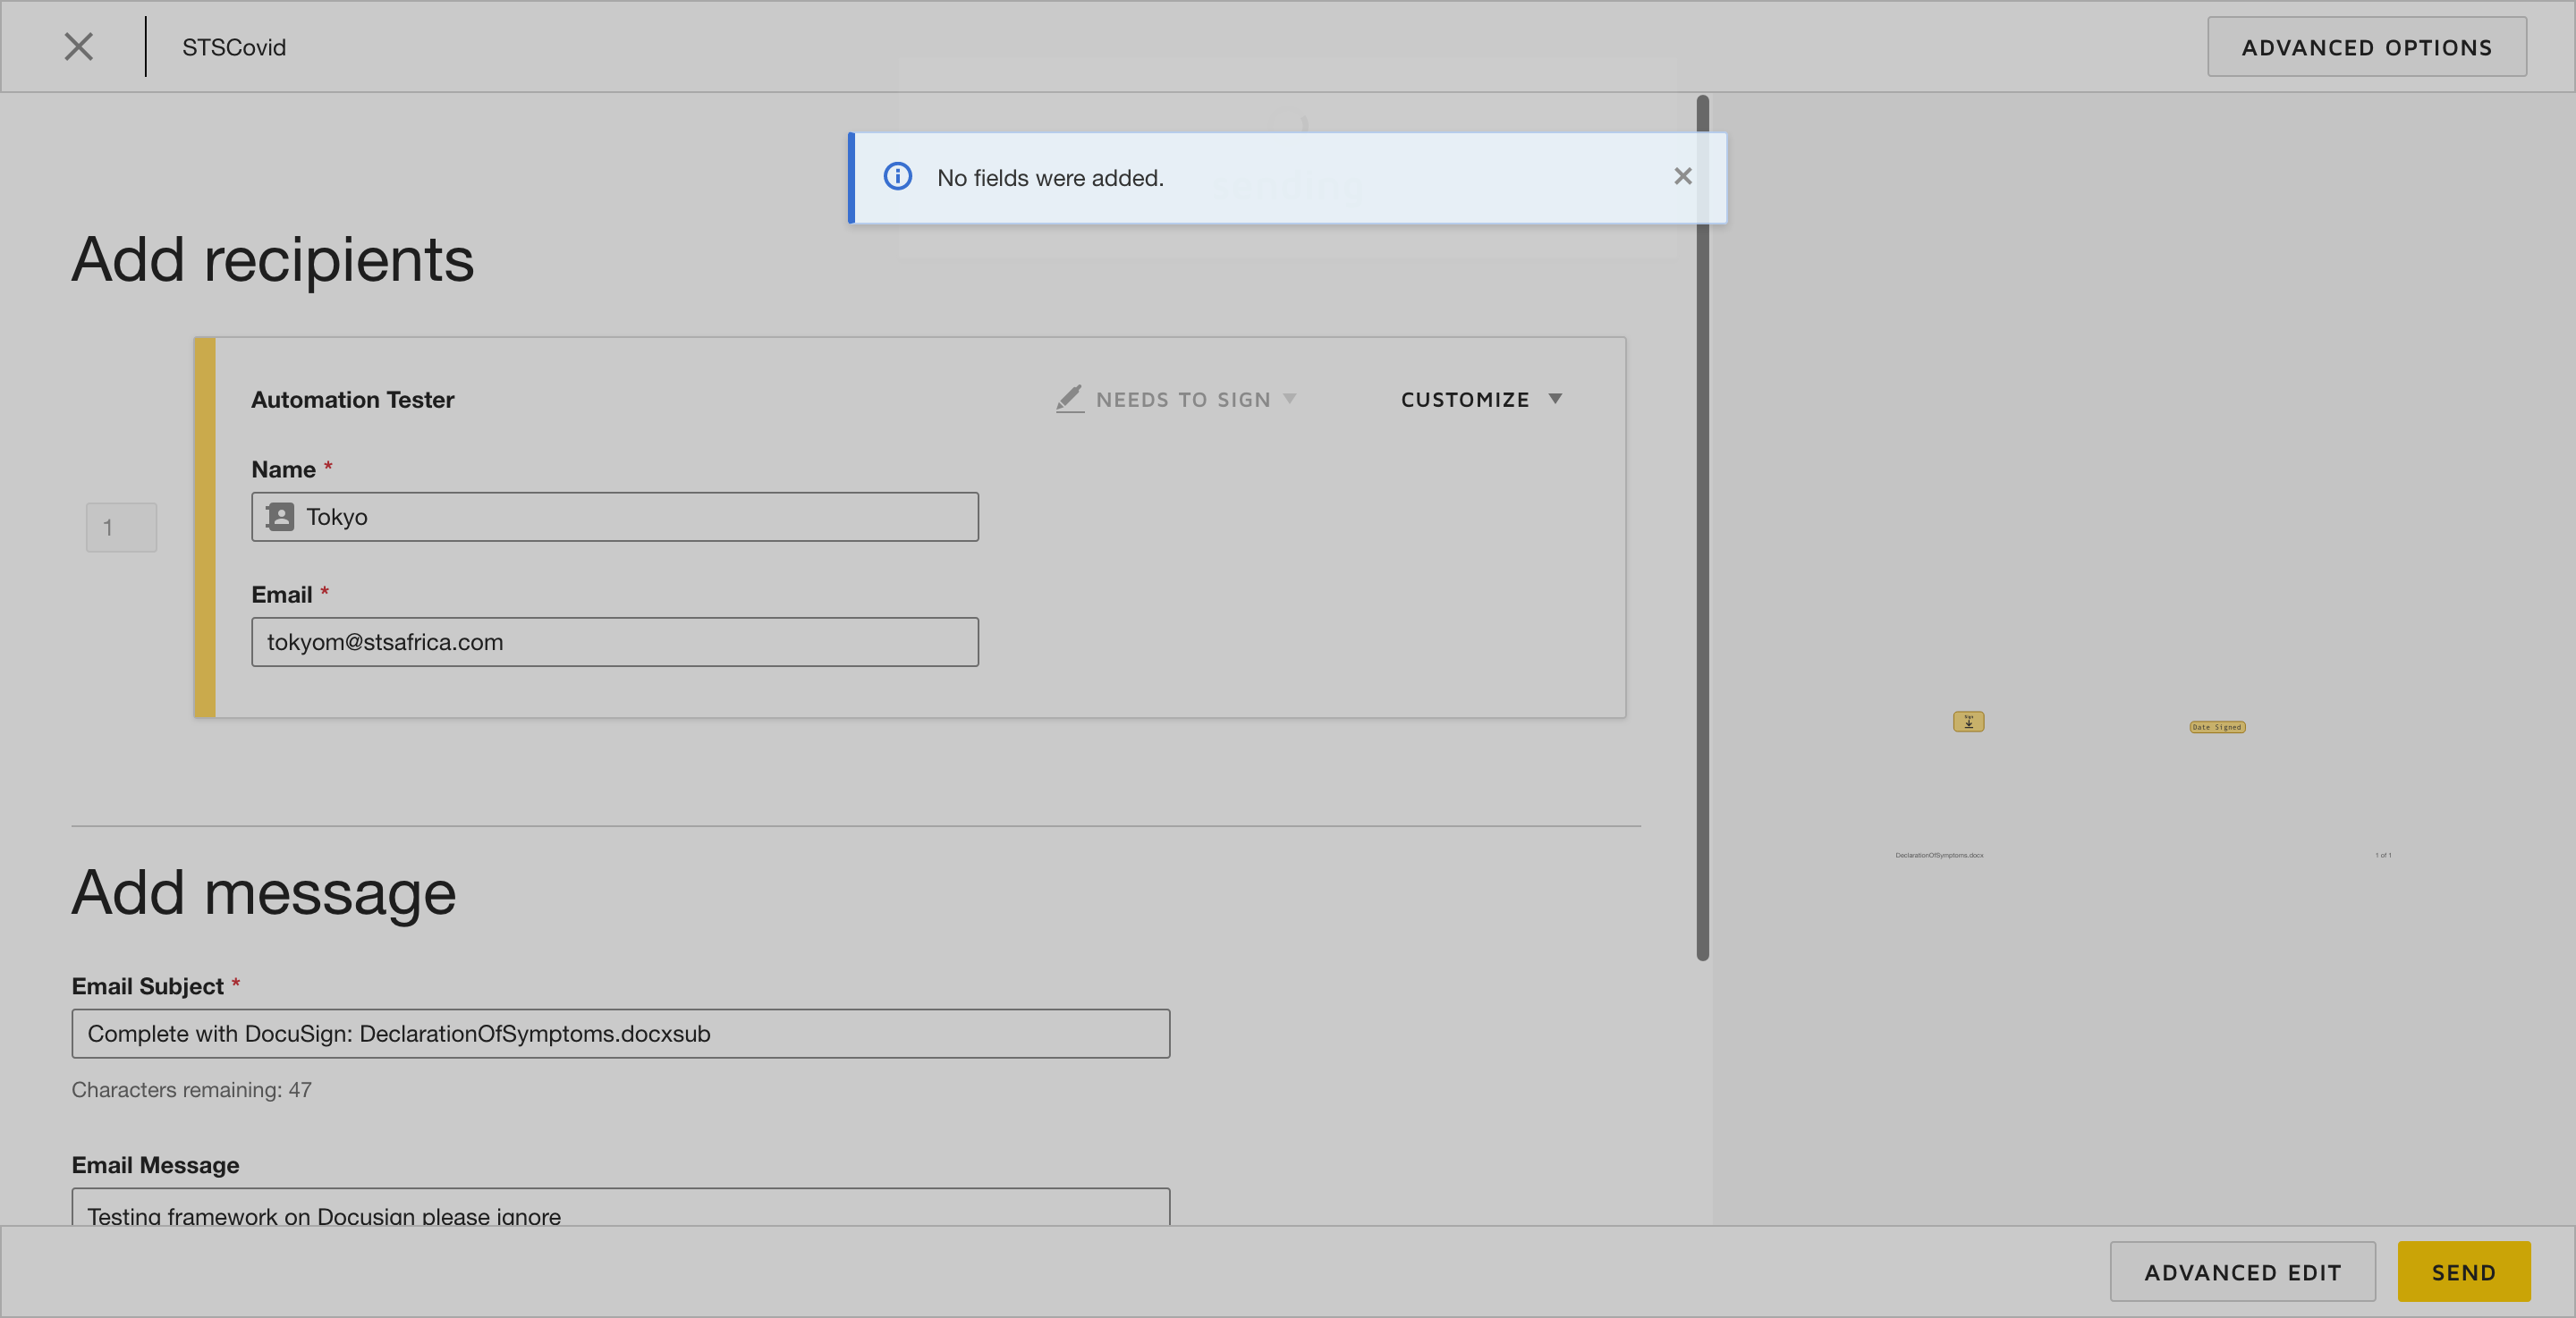 STSCovid
ADVANCED OPTIONS
No fields were added.
Add recipients
Automation Tester
NEEDS TO SIGN
CUSTOMIZE
Name *
1
Tokyo
Email *
tokyom@stsafrica.com
Date Signed
DeclarationOfSymptoms.docx
1 of 1
Add message
Email Subject *
Complete with DocuSign: DeclarationOfSymptoms.docxsub
Characters remaining: 47
Email Message
Testing framework on Docusign please ignore
ADVANCED EDIT
SEND